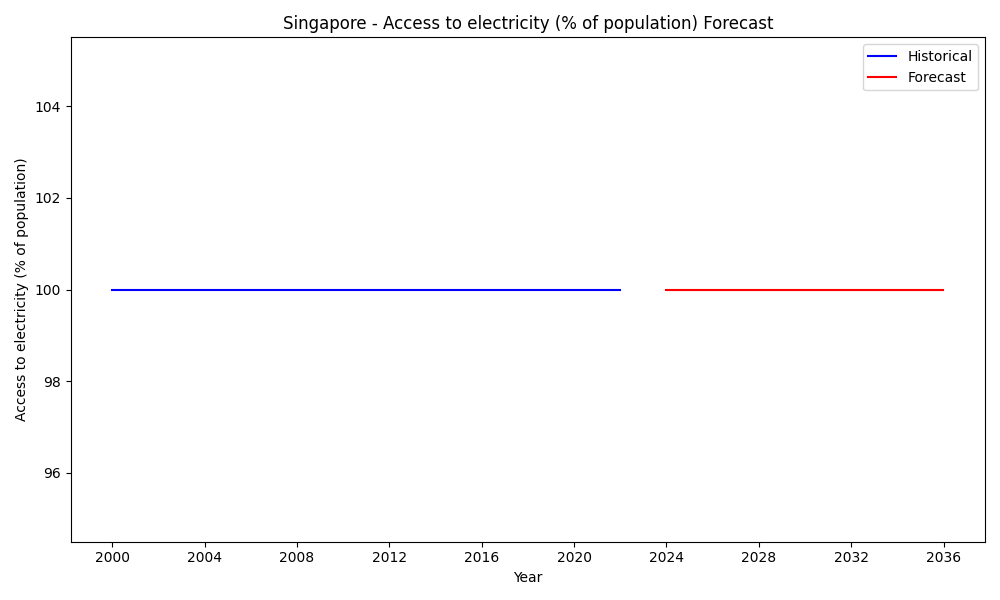 Singapore - Access to electricity (% of population) Forecast
Historical
Forecast
Access to electricity (% of population)
104
102
100
98
96
2000 2004 2008 2012 2016 2020 2024 2028 2032 2036
Year